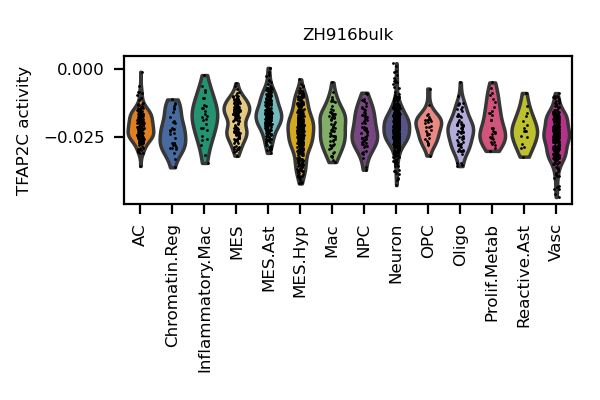 ZH916bulk
TFAP2C activity
0.000
−0.025
AC
Chromatin.Reg
Inflammatory.Mac
MES
MES.Ast
MES.Hyp
Mac
NPC
Neuron
OPC
Oligo
Prolif.Metab
Reactive.Ast
Vasc